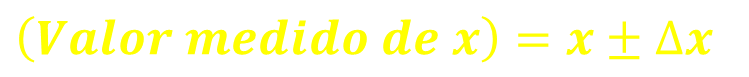 (Valor medido de x) = x ± Δx